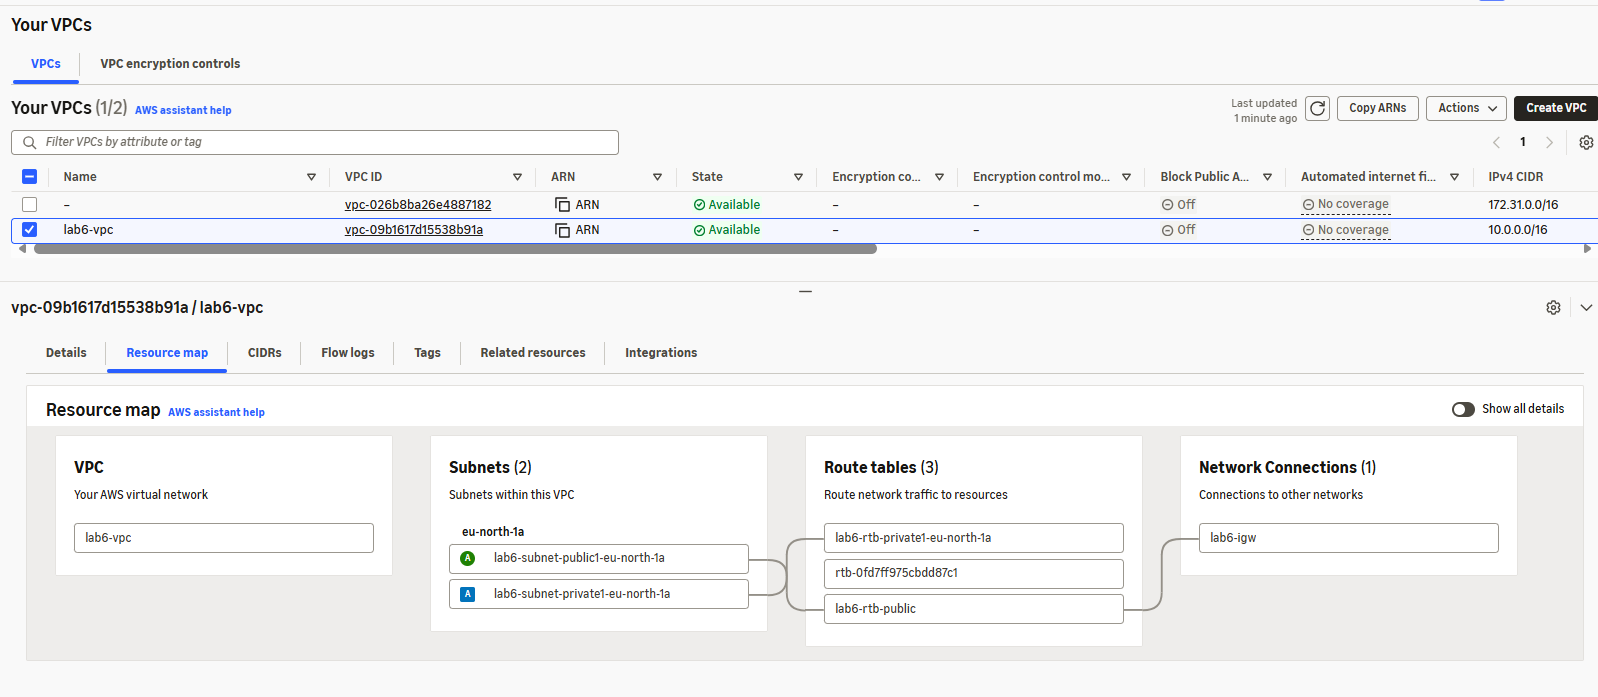 Your VPCs
VPCs
VPC encryption controls
Your VPCs (1/2) AWS assistant help
Last updated
1 minute ago
Copy ARNs
Actions
Create VPC
Filter VPCs by attribute or tag
1
Name VPC ID ARN State Encryption co... Encryption control mo... Block Public A... Automated internet fi... IPv4 CIDR
– vpc-026b8ba26e4887182 ARN Available – – Off No coverage 172.31.0.0/16
lab6-vpc vpc-09b1617d15538b91a ARN Available – – Off No coverage 10.0.0.0/16
vpc-09b1617d15538b91a / lab6-vpc
Details Resource map CIDRs Flow logs Tags Related resources Integrations
Resource map AWS assistant help
Show all details
VPC
Your AWS virtual network
lab6-vpc
Subnets (2)
Subnets within this VPC
eu-north-1a
A lab6-subnet-public1-eu-north-1a
A lab6-subnet-private1-eu-north-1a
Route tables (3)
Route network traffic to resources
lab6-rtb-private1-eu-north-1a
rtb-0fd7ff975cbdd87c1
lab6-rtb-public
Network Connections (1)
Connections to other networks
lab6-igw